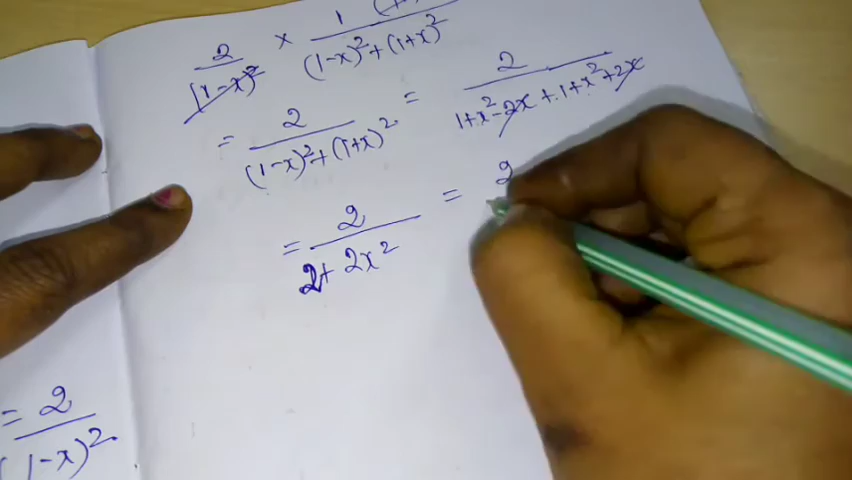 2/(1-x)² × 1/((1-x)²+(1+x)²)
= 2/((1-x)²+(1+x)²) = 2/(1+x²-2x+1+x²+2x)
= 2/(2+2x²) = 2
= 2/(1-x)²